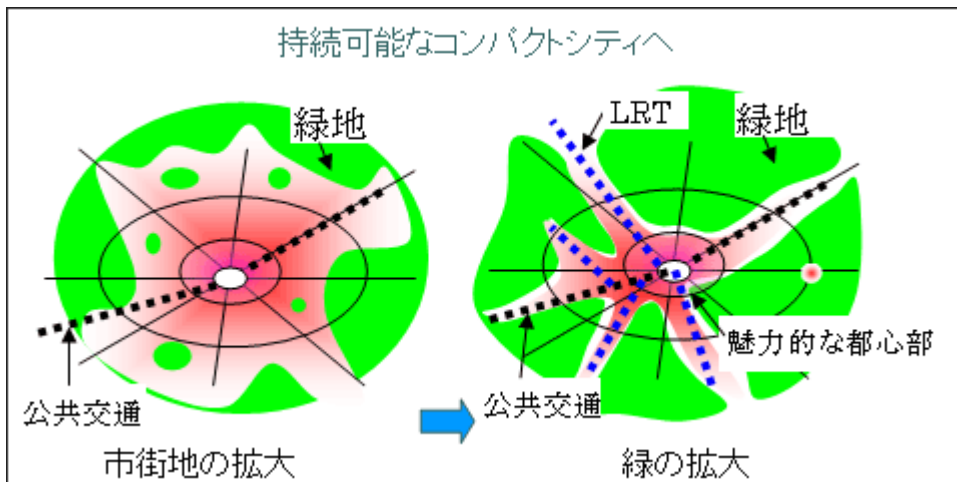 持続可能なコンパクトシティへ
緑地
公共交通
市街地の拡大
LRT
緑地
魅力的な都心部
公共交通
緑の拡大